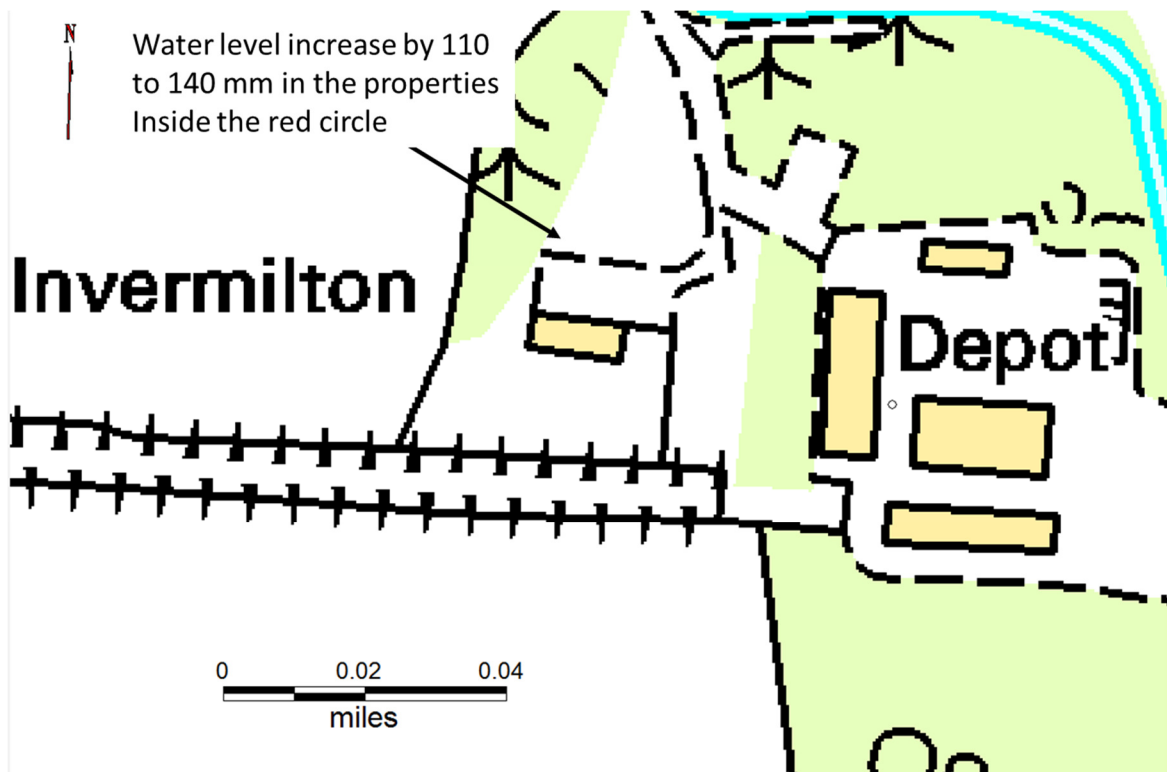 N
Water level increase by 110
to 140 mm in the properties
Inside the red circle
Invermilton
Depot
0 0.02 0.04
miles